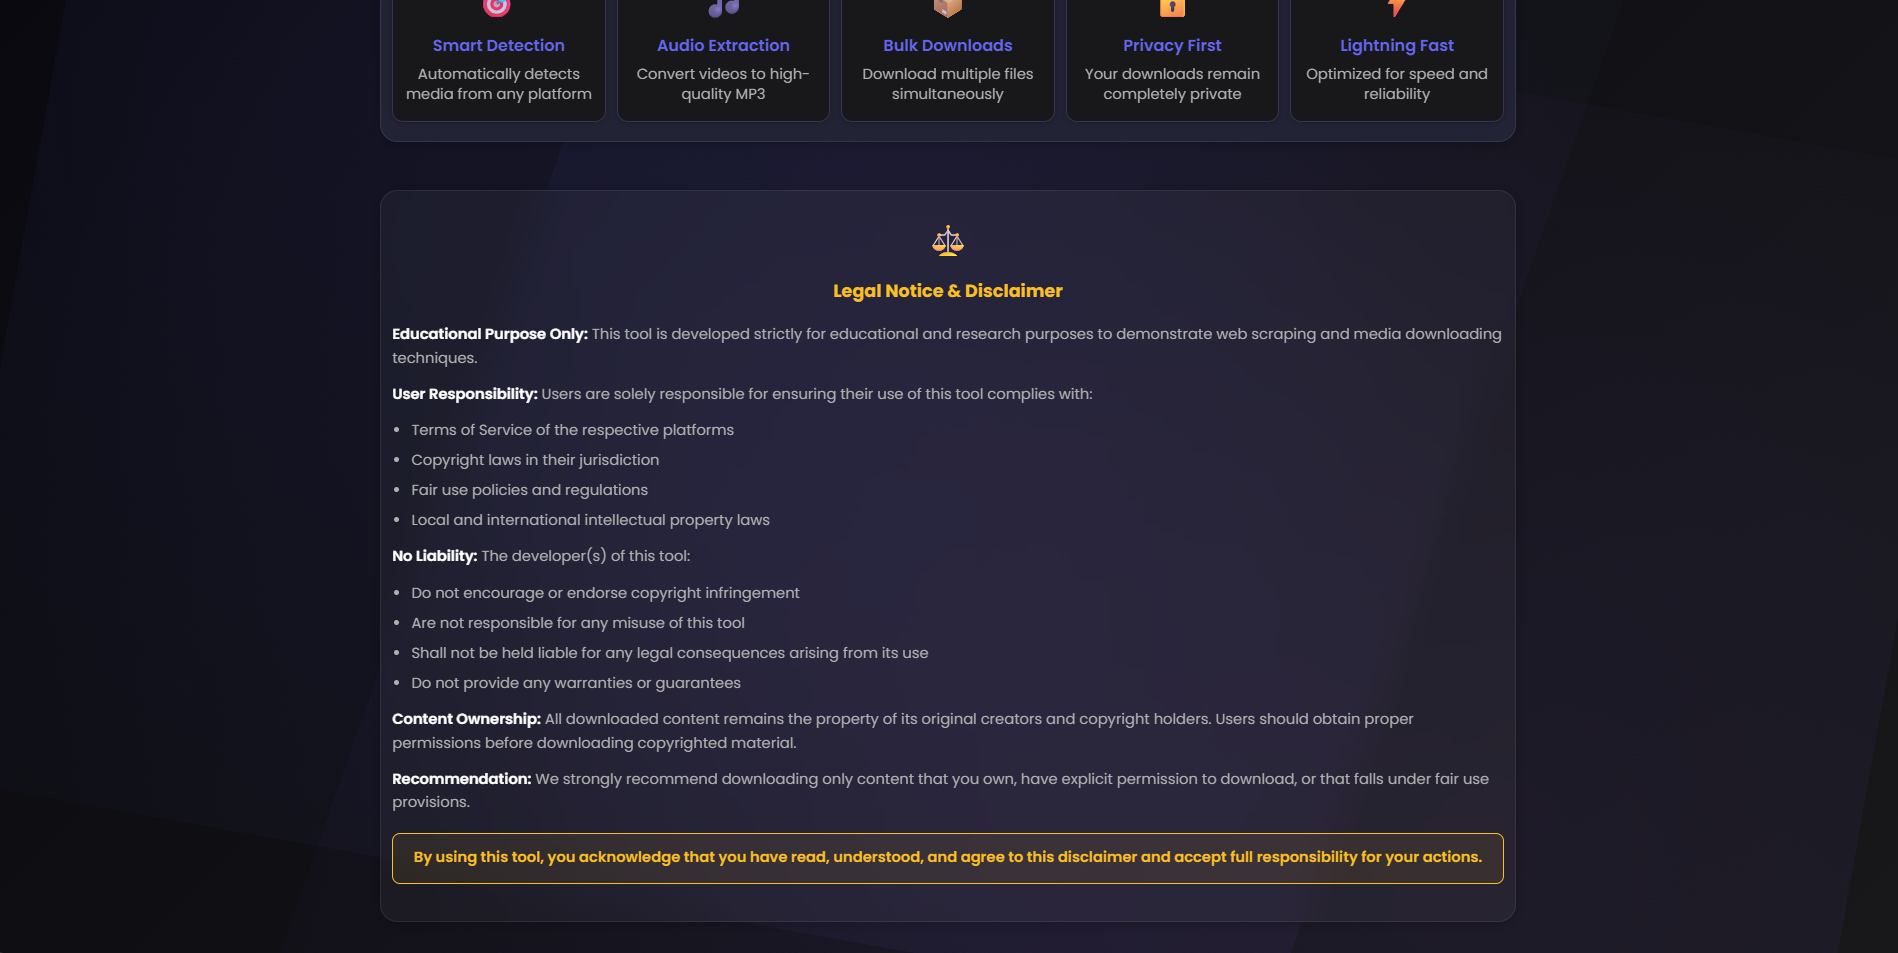 Smart Detection
Automatically detects
media from any platform
Audio Extraction
Convert videos to high-
quality MP3
Bulk Downloads
Download multiple files
simultaneously
Privacy First
Your downloads remain
completely private
Lightning Fast
Optimized for speed and
reliability
Legal Notice & Disclaimer
Educational Purpose Only: This tool is developed strictly for educational and research purposes to demonstrate web scraping and media downloading
techniques.
User Responsibility: Users are solely responsible for ensuring their use of this tool complies with:
• Terms of Service of the respective platforms
• Copyright laws in their jurisdiction
• Fair use policies and regulations
• Local and international intellectual property laws
No Liability: The developer(s) of this tool:
• Do not encourage or endorse copyright infringement
• Are not responsible for any misuse of this tool
• Shall not be held liable for any legal consequences arising from its use
• Do not provide any warranties or guarantees
Content Ownership: All downloaded content remains the property of its original creators and copyright holders. Users should obtain proper
permissions before downloading copyrighted material.
Recommendation: We strongly recommend downloading only content that you own, have explicit permission to download, or that falls under fair use
provisions.
By using this tool, you acknowledge that you have read, understood, and agree to this disclaimer and accept full responsibility for your actions.